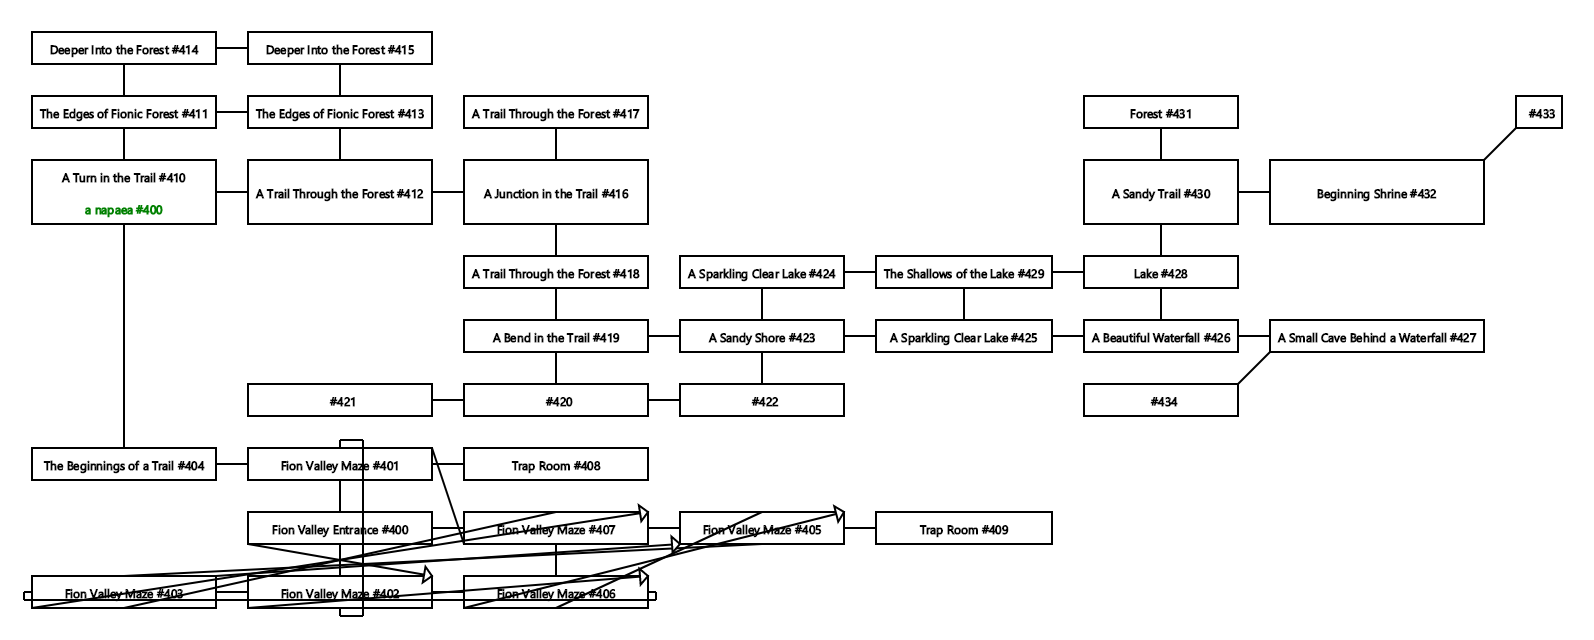 Deeper Into the Forest #414
Deeper Into the Forest #415
The Edges of Fionic Forest #411
The Edges of Fionic Forest #413
A Trail Through the Forest #417
Forest #431
#433
A Turn in the Trail #410
a napaea #400
A Trail Through the Forest #412
A Junction in the Trail #416
A Sandy Trail #430
Beginning Shrine #432
A Trail Through the Forest #418
A Sparkling Clear Lake #424
The Shallows of the Lake #429
Lake #428
A Bend in the Trail #419
A Sandy Shore #423
A Sparkling Clear Lake #425
A Beautiful Waterfall #426
A Small Cave Behind a Waterfall #427
#421
#420
#422
#434
The Beginnings of a Trail #404
Fion Valley Maze #401
Trap Room #408
Fion Valley Entrance #400
Fion Valley Maze #407
Fion Valley Maze #405
Trap Room #409
Fion Valley Maze #403
Fion Valley Maze #402
Fion Valley Maze #406